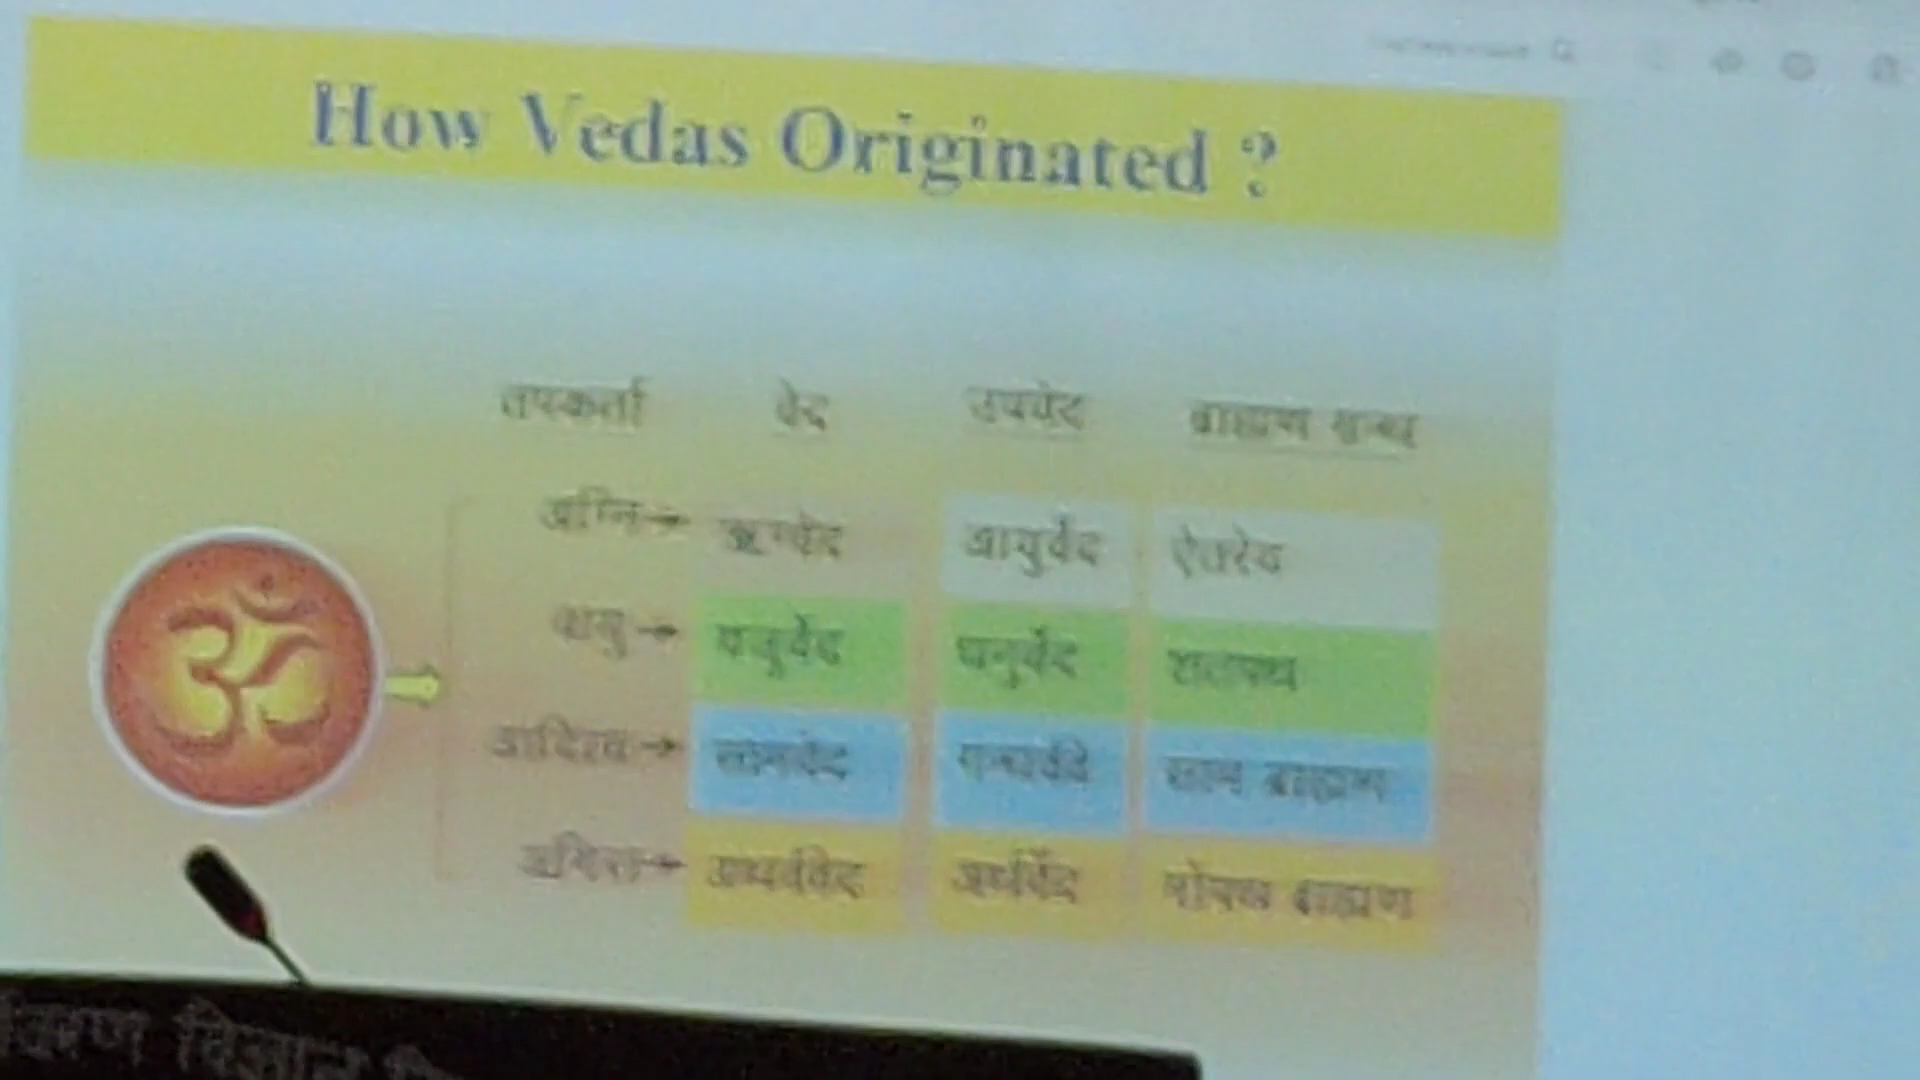 How Vedas Originated ?
तपकर्ता वेद उपवेद ब्राह्मण ग्रन्थ
अग्नि→ ऋग्वेद आयुर्वेद ऐतरेय
वायु→ यजुर्वेद धनुर्वेद शतपथ
आदित्य→ सामवेद गन्धर्ववेद साम ब्राह्मण
अंगिरा→ अथर्ववेद अर्थर्वेद गोपथ ब्राह्मण
विज्ञान